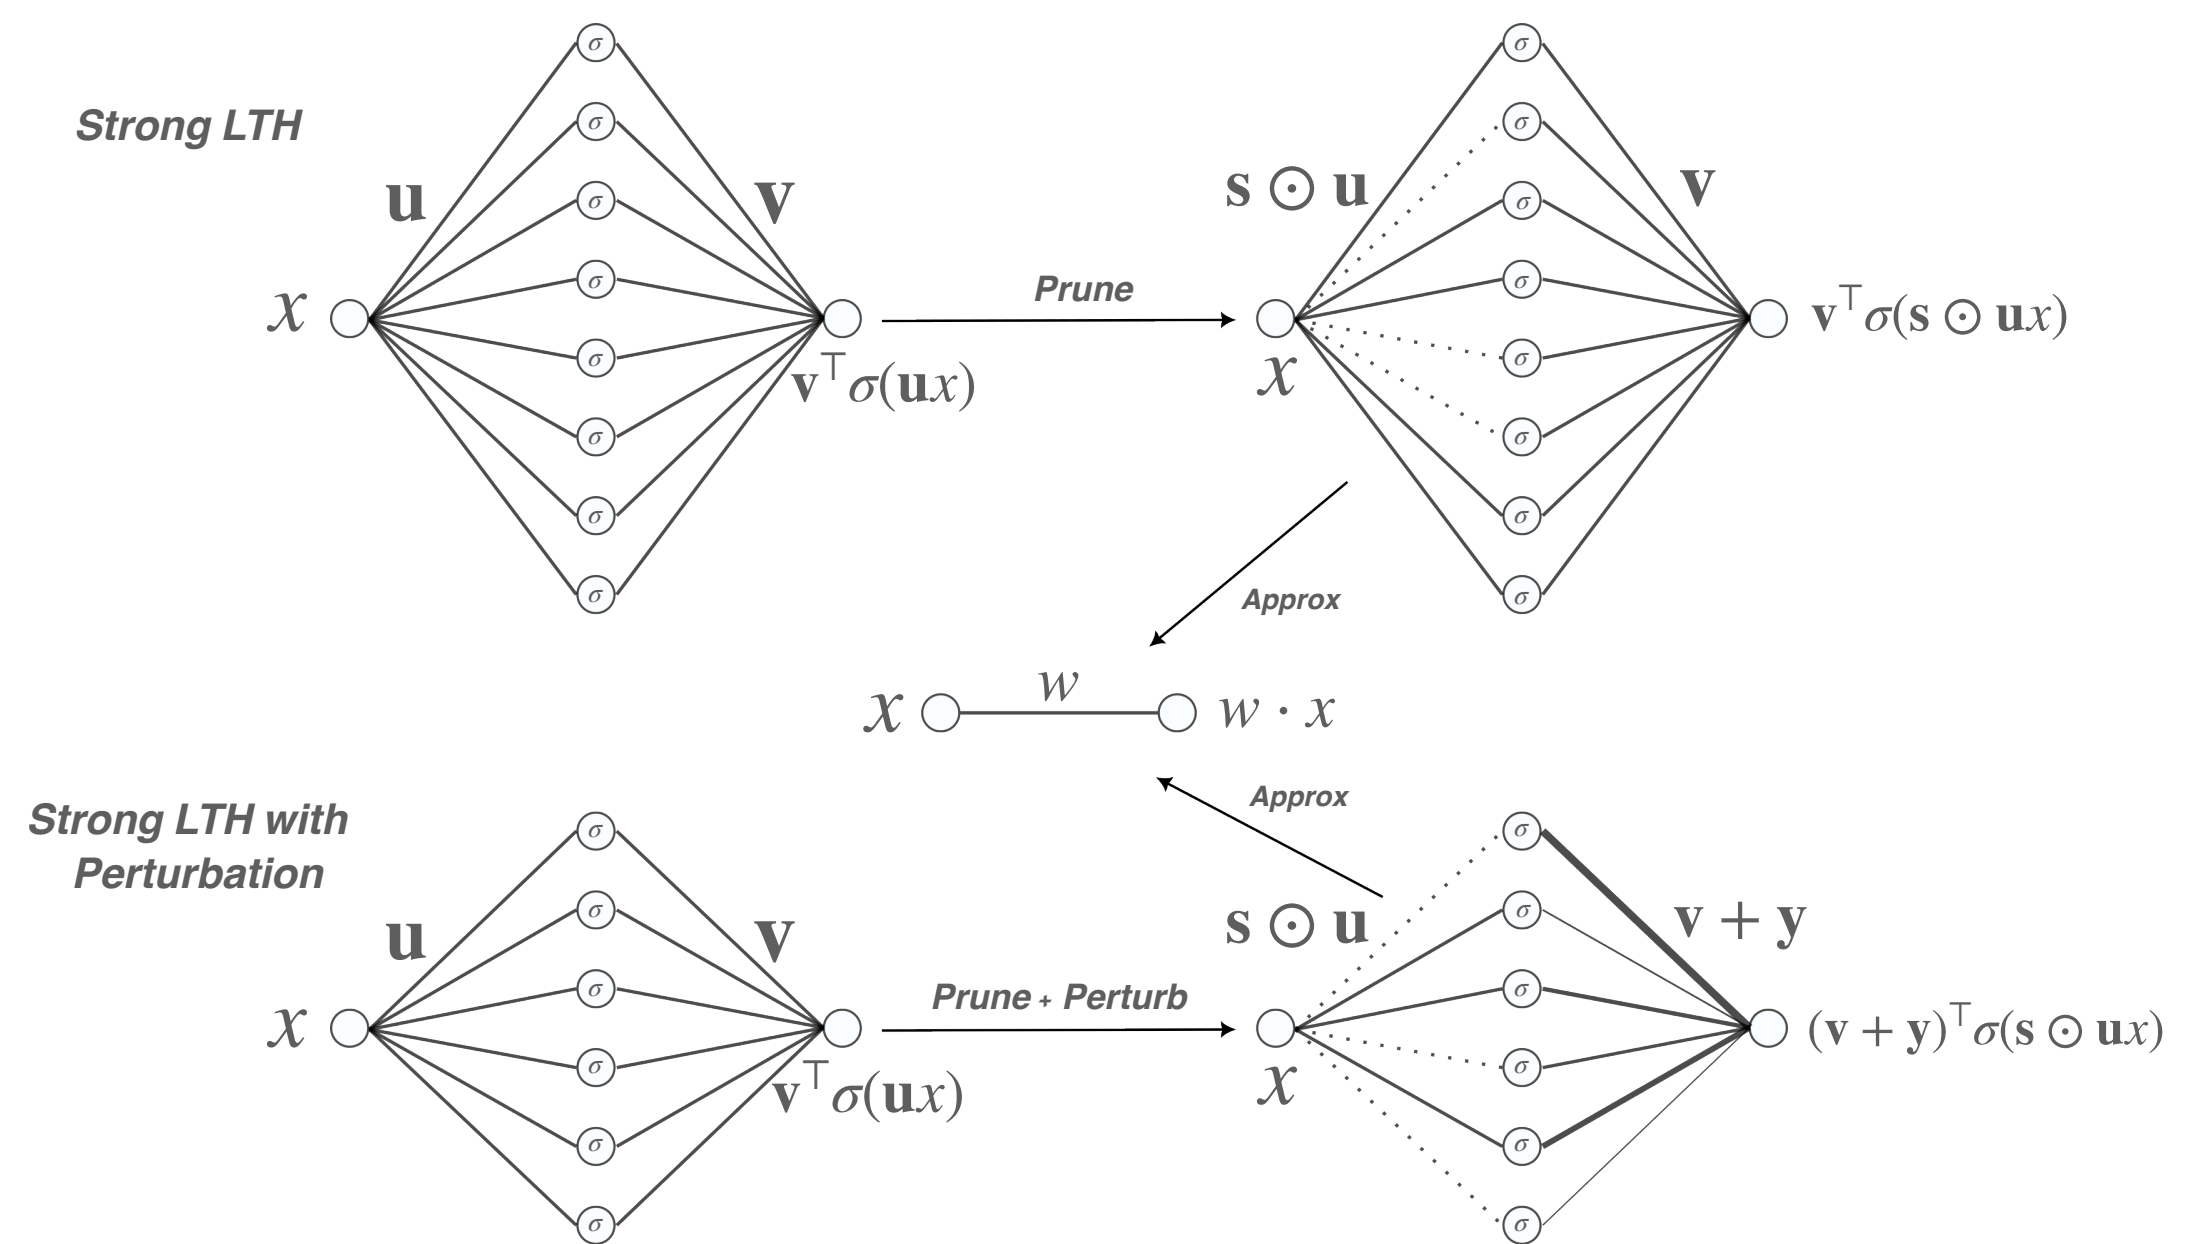 Strong LTH
σ
σ
σ
σ
σ
σ
σ
σ
u
v
x
v⊤σ(ux)
Prune
σ
σ
σ
σ
σ
σ
σ
σ
s ⊙ u
v
x
v⊤σ(s ⊙ ux)
Approx
x
w
w · x
Approx
Strong LTH with
Perturbation
σ
σ
σ
σ
σ
σ
u
v
x
v⊤σ(ux)
Prune + Perturb
σ
σ
σ
σ
σ
σ
s ⊙ u
v + y
x
(v + y)⊤σ(s ⊙ ux)